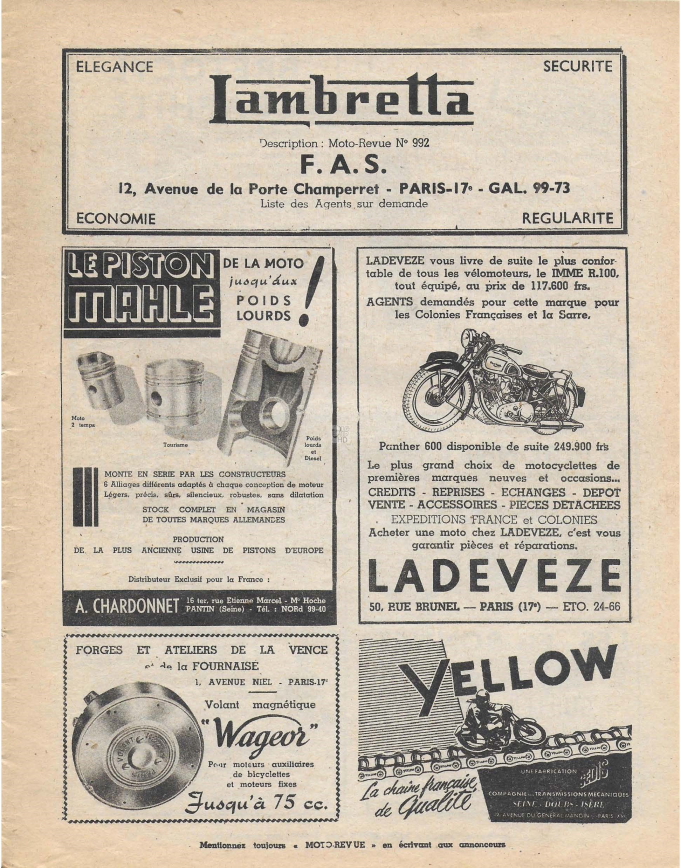 ELEGANCE
SECURITE
Lambretta
Description : Moto-Revue N° 992
F. A. S.
12, Avenue de la Porte Champerret - PARIS-17e - GAL. 99-73
Liste des Agents sur demande
ECONOMIE
REGULARITE
LE PISTON
MAHLE
DE LA MOTO
jusqu'aux
POIDS
LOURDS !
Moto
2 temps
Tourisme
Poids
lourds
et
Diesel
MONTE EN SERIE PAR LES CONSTRUCTEURS
6 Alliages différents adaptés à chaque conception de moteur
Légers, précis, sûrs, silencieux, robustes, sans dilatation
STOCK COMPLET EN MAGASIN
DE TOUTES MARQUES ALLEMANDES
PRODUCTION
DE LA PLUS ANCIENNE USINE DE PISTONS D'EUROPE
Distributeur Exclusif pour la France :
A. CHARDONNET
16 ter, rue Etienne Marcel - M° Hoche
PANTIN (Seine) - Tél. : NORd 99-40
LADEVEZE vous livre de suite le plus confor-
table de tous les vélomoteurs, le IMME R.100,
tout équipé, au prix de 117.600 frs.
AGENTS demandés pour cette marque pour
les Colonies Françaises et la Sarre.
Panther 600 disponible de suite 249.900 frs
Le plus grand choix de motocyclettes de
premières marques neuves et occasions...
CREDITS - REPRISES - ECHANGES - DEPOT
VENTE - ACCESSOIRES - PIECES DETACHEES
EXPEDITIONS FRANCE et COLONIES
Acheter une moto chez LADEVEZE, c'est vous
garantir pièces et réparations.
LADEVEZE
50, RUE BRUNEL — PARIS (17e) — ETO. 24-66
FORGES ET ATELIERS DE LA VENCE
et de la FOURNAISE
1, AVENUE NIEL - PARIS-17e
Volant magnétique
"Wageor"
Pour moteurs auxiliaires
de bicyclettes
et moteurs fixes
Jusqu'à 75 cc.
YELLOW
La chaîne française
de Qualité
UNE FABRICATION
SEDIS
COMPAGNIE DES TRANSMISSIONS MECANIQUES
SEINE - DOUBS - ISÈRE
AVENUE DU GÉNÉRAL MANGIN - PARIS
Mentionnez toujours « MOTO-REVUE » en écrivant aux annonceurs